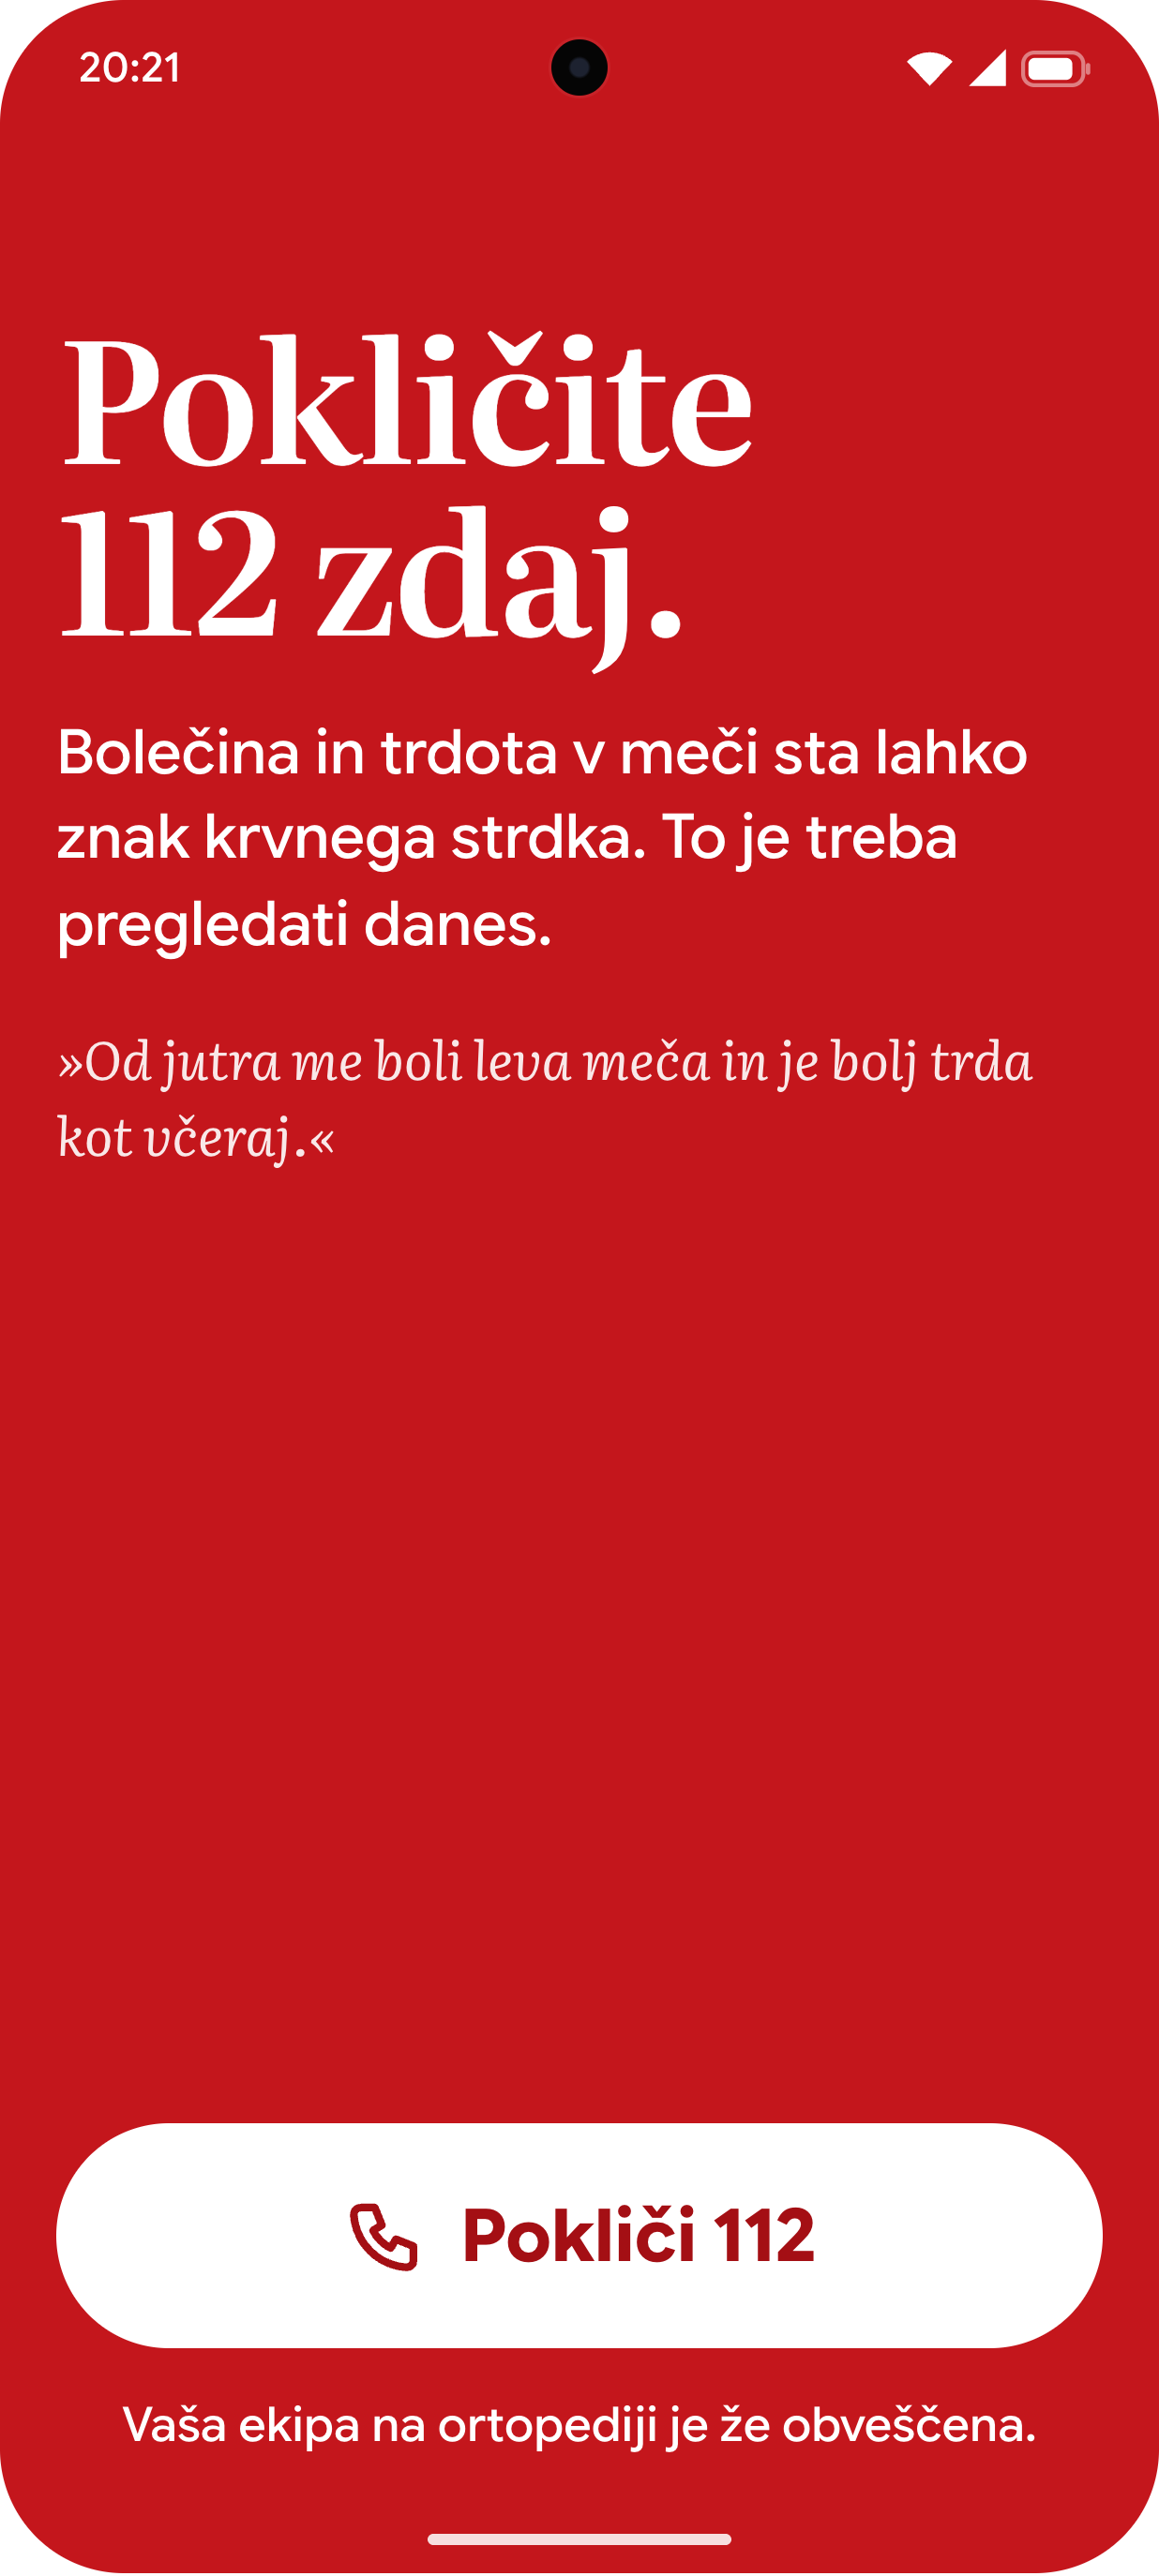 20:21
Pokličite
112 zdaj.
Bolečina in trdota v meči sta lahko
znak krvnega strdka. To je treba
pregledati danes.
»Od jutra me boli leva meča in je bolj trda
kot včeraj.«
Pokliči 112
Vaša ekipa na ortopediji je že obveščena.